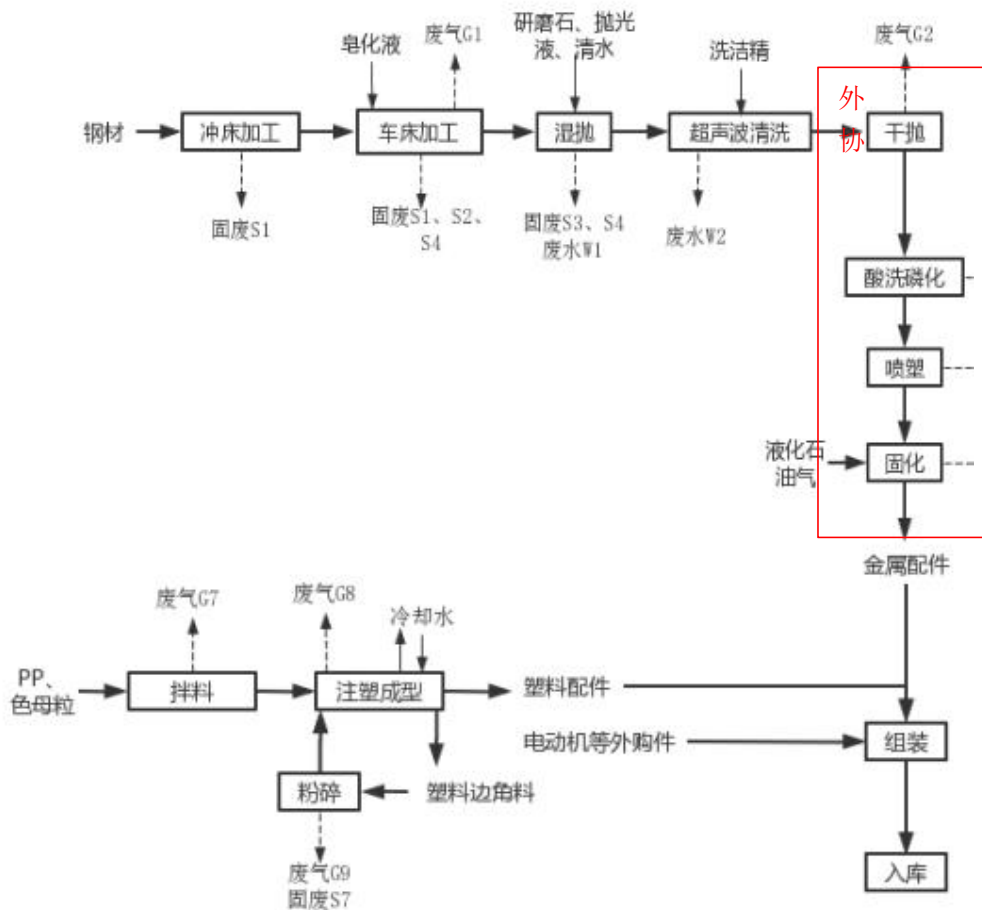 皂化液
废气G1
研磨石、抛光
液、清水
洗洁精
废气G2
外
协
钢材
冲床加工
车床加工
湿抛
超声波清洗
干抛
固废S1
固废S1、S2、
S4
固废S3、S4
废水W1
废水W2
酸洗磷化
喷塑
液化石
油气
固化
金属配件
废气G7
废气G8
冷却水
PP、
色母粒
拌料
注塑成型
塑料配件
电动机等外购件
组装
粉碎
塑料边角料
废气G9
固废S7
入库